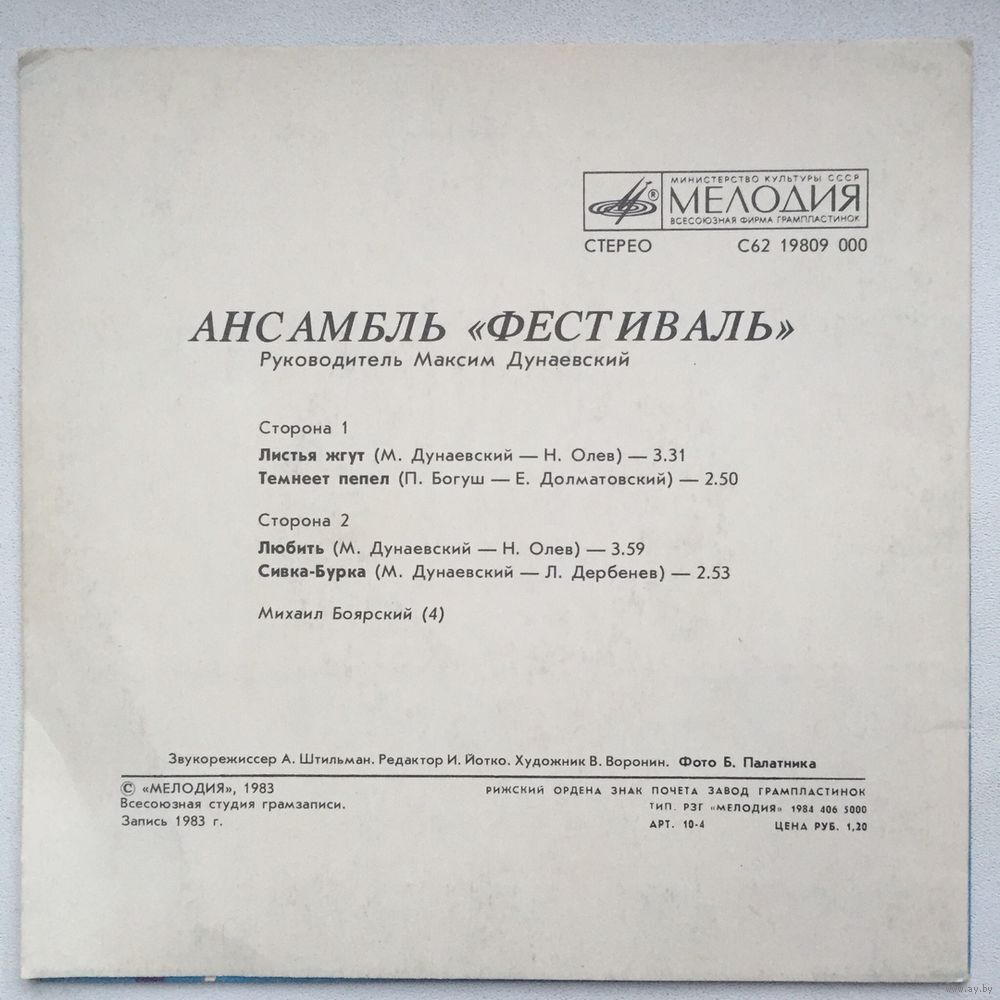 МИНИСТЕРСТВО КУЛЬТУРЫ СССР
® МЕЛОДИЯ
ВСЕСОЮЗНАЯ ФИРМА ГРАМПЛАСТИНОК
СТЕРЕО С62 19809 000
АНСАМБЛЬ «ФЕСТИВАЛЬ»
Руководитель Максим Дунаевский
Сторона 1
Листья жгут (М. Дунаевский — Н. Олев) — 3.31
Темнеет пепел (П. Богуш — Е. Долматовский) — 2.50
Сторона 2
Любить (М. Дунаевский — Н. Олев) — 3.59
Сивка-Бурка (М. Дунаевский — Л. Дербенев) — 2.53
Михаил Боярский (4)
Звукорежиссер А. Штильман. Редактор И. Йотко. Художник В. Воронин. Фото Б. Палатника
© «МЕЛОДИЯ», 1983
Всесоюзная студия грамзаписи.
Запись 1983 г.
РИЖСКИЙ ОРДЕНА ЗНАК ПОЧЕТА ЗАВОД ГРАМПЛАСТИНОК
ТИП. РЗГ «МЕЛОДИЯ» 1984 406 5000
АРТ. 10-4 ЦЕНА РУБ. 1,20
www.ay.by